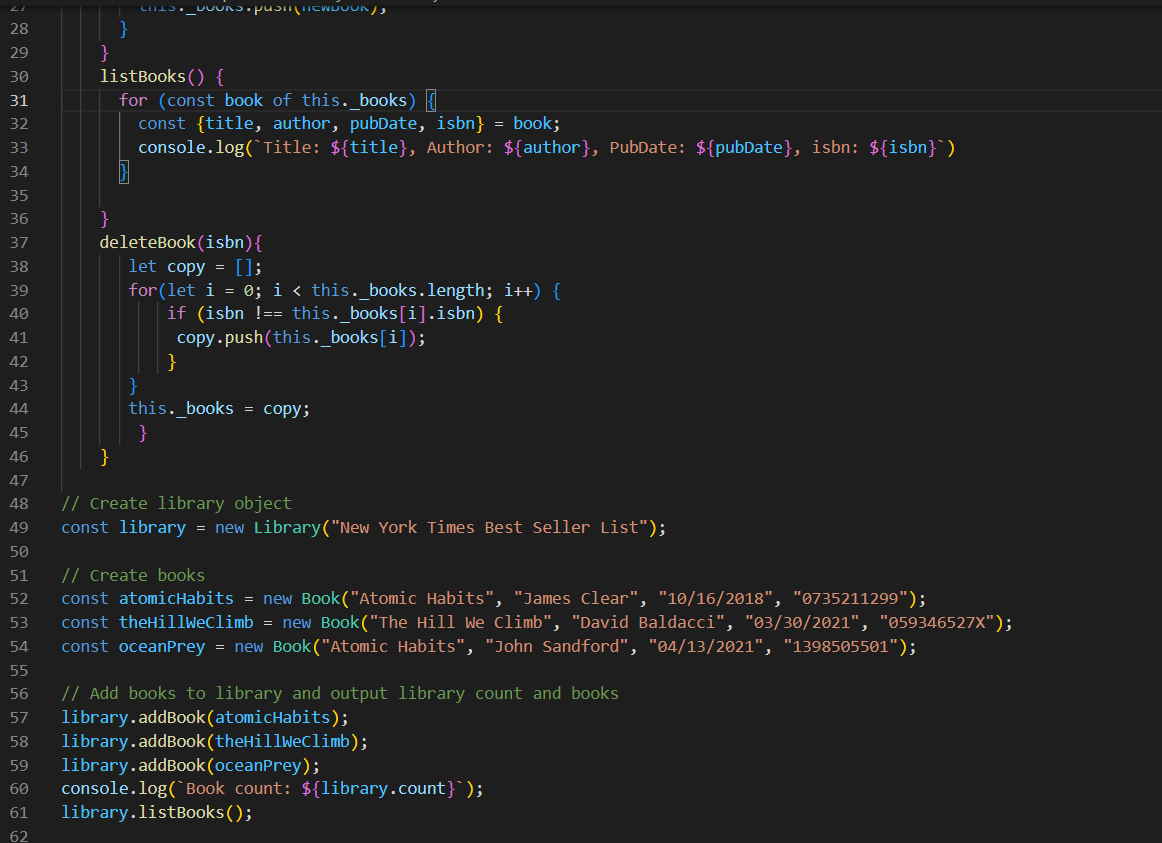 27 this._books.push(newBook);
28 }
29 }
30 listBooks() {
31 for (const book of this._books) {
32 const {title, author, pubDate, isbn} = book;
33 console.log(`Title: ${title}, Author: ${author}, PubDate: ${pubDate}, isbn: ${isbn}`)
34 }
35
36 }
37 deleteBook(isbn){
38 let copy = [];
39 for(let i = 0; i < this._books.length; i++) {
40 if (isbn !== this._books[i].isbn) {
41 copy.push(this._books[i]);
42 }
43 }
44 this._books = copy;
45 }
46 }
47
48 // Create library object
49 const library = new Library("New York Times Best Seller List");
50
51 // Create books
52 const atomicHabits = new Book("Atomic Habits", "James Clear", "10/16/2018", "0735211299");
53 const theHillWeClimb = new Book("The Hill We Climb", "David Baldacci", "03/30/2021", "059346527X");
54 const oceanPrey = new Book("Atomic Habits", "John Sandford", "04/13/2021", "1398505501");
55
56 // Add books to library and output library count and books
57 library.addBook(atomicHabits);
58 library.addBook(theHillWeClimb);
59 library.addBook(oceanPrey);
60 console.log(`Book count: ${library.count}`);
61 library.listBooks();
62